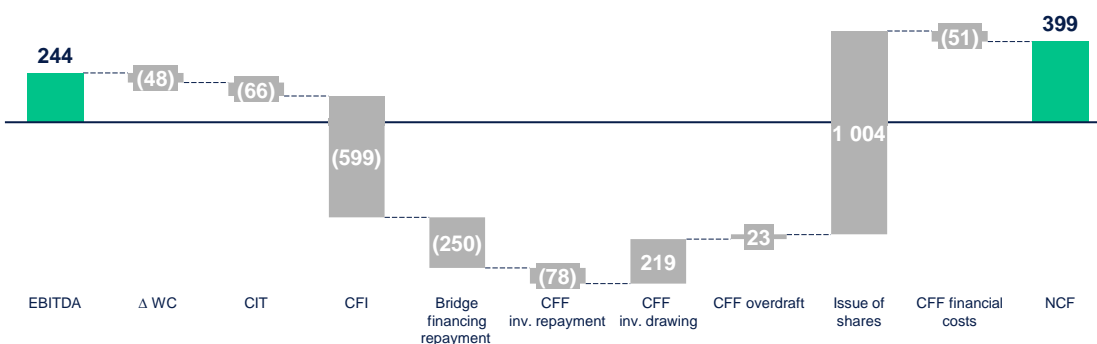 244
(48)
(66)
(599)
(250)
(78)
219
23
1 004
(51)
399
EBITDA
Δ WC
CIT
CFI
Bridge
financing
repayment
CFF
inv. repayment
CFF
inv. drawing
CFF overdraft
Issue of
shares
CFF financial
costs
NCF